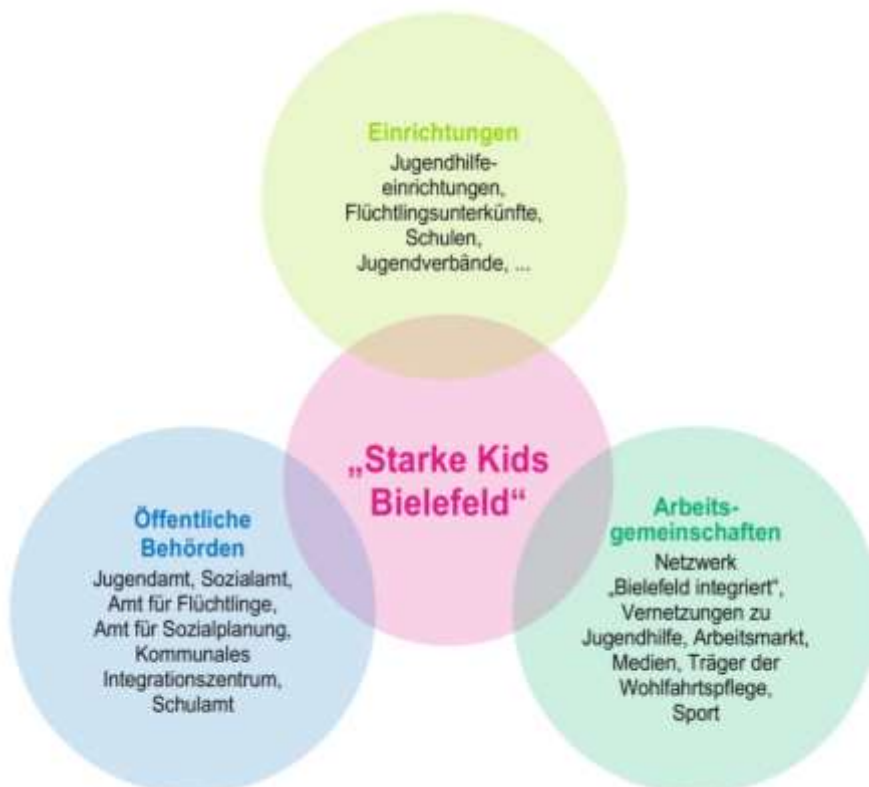 Einrichtungen
Jugendhilfe-
einrichtungen,
Flüchtlingsunterkünfte,
Schulen,
Jugendverbände, ...
„Starke Kids
Bielefeld“
Öffentliche
Behörden
Jugendamt, Sozialamt,
Amt für Flüchtlinge,
Amt für Sozialplanung,
Kommunales
Integrationszentrum,
Schulamt
Arbeits-
gemeinschaften
Netzwerk
„Bielefeld integriert“,
Vernetzungen zu
Jugendhilfe, Arbeitsmarkt,
Medien, Träger der
Wohlfahrtspflege,
Sport